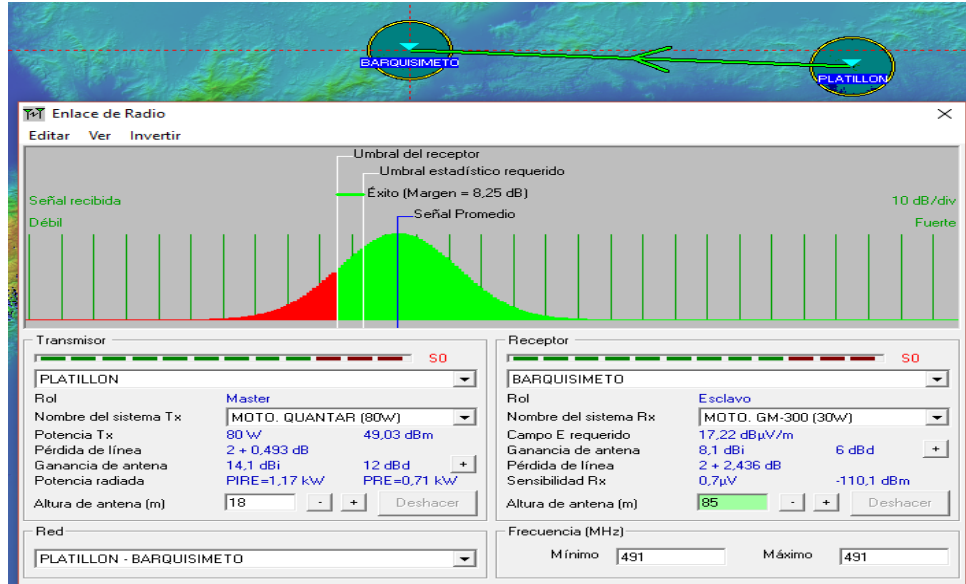 BARQUISIMETO
PLATILLON
Enlace de Radio
Editar Ver Invertir
Umbral del receptor
Umbral estadístico requerido
Éxito (Margen = 8,25 dB)
Señal recibida 10 dB/div
Señal Promedio
Débil Fuerte
Transmisor
S0
PLATILLON
Rol Master
Nombre del sistema Tx MOTO. QUANTAR (80W)
Potencia Tx 80 W 49,03 dBm
Pérdida de línea 2 + 0,493 dB
Ganancia de antena 14,1 dBi 12 dBd +
Potencia radiada PIRE=1,17 kW PRE=0,71 kW
Altura de antena (m) 18 - + Deshacer
Receptor
S0
BARQUISIMETO
Rol Esclavo
Nombre del sistema Rx MOTO. GM-300 (30W)
Campo E requerido 17,22 dBµV/m
Ganancia de antena 8,1 dBi 6 dBd +
Pérdida de línea 2 + 2,436 dB
Sensibilidad Rx 0,7µV -110,1 dBm
Altura de antena (m) 85 - + Deshacer
Red
PLATILLON - BARQUISIMETO
Frecuencia (MHz)
Mínimo 491 Máximo 491